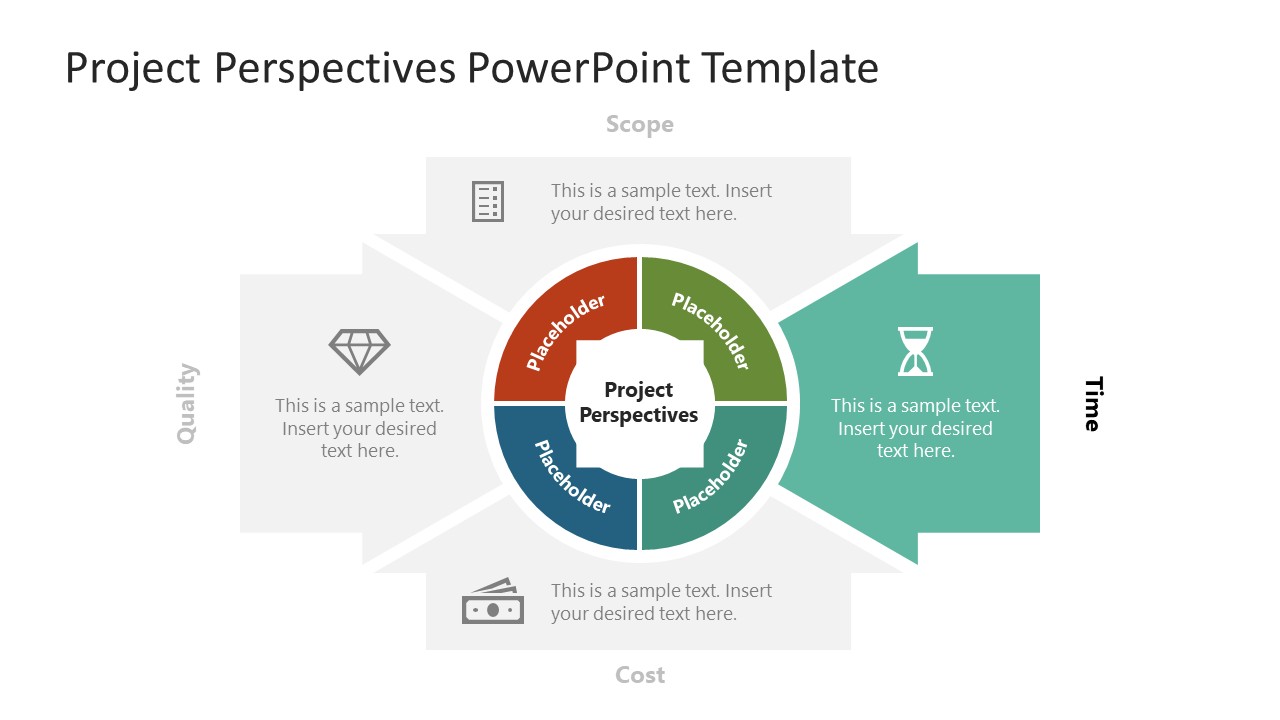 Project Perspectives PowerPoint Template
Scope
This is a sample text. Insert
your desired text here.
Quality
This is a sample text.
Insert your desired
text here.
Placeholder
Placeholder
Project
Perspectives
Placeholder
Placeholder
This is a sample text.
Insert your desired
text here.
Time
This is a sample text. Insert
your desired text here.
Cost